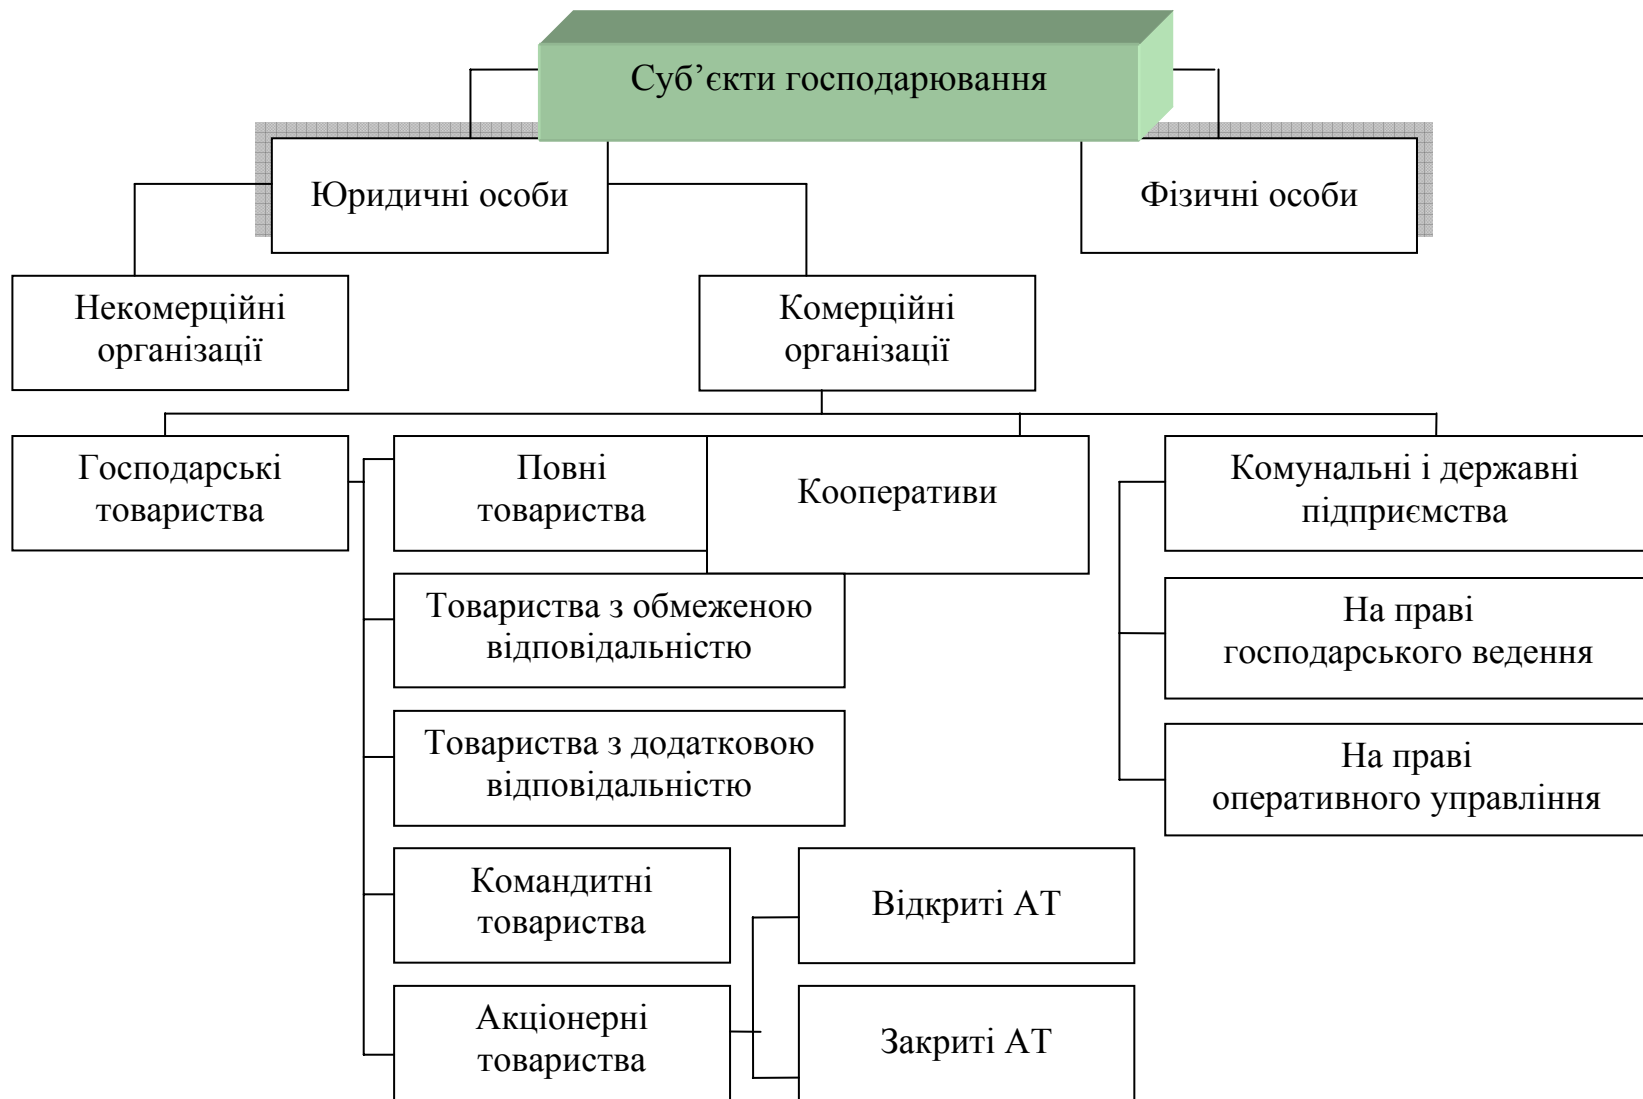 Суб’єкти господарювання
Юридичні особи
Фізичні особи
Некомерційні
організації
Комерційні
організації
Господарські
товариства
Повні
товариства
Кооперативи
Комунальні і державні
підприємства
Товариства з обмеженою
відповідальністю
На праві
господарського ведення
Товариства з додатковою
відповідальністю
На праві
оперативного управління
Командитні
товариства
Відкриті АТ
Акціонерні
товариства
Закриті АТ